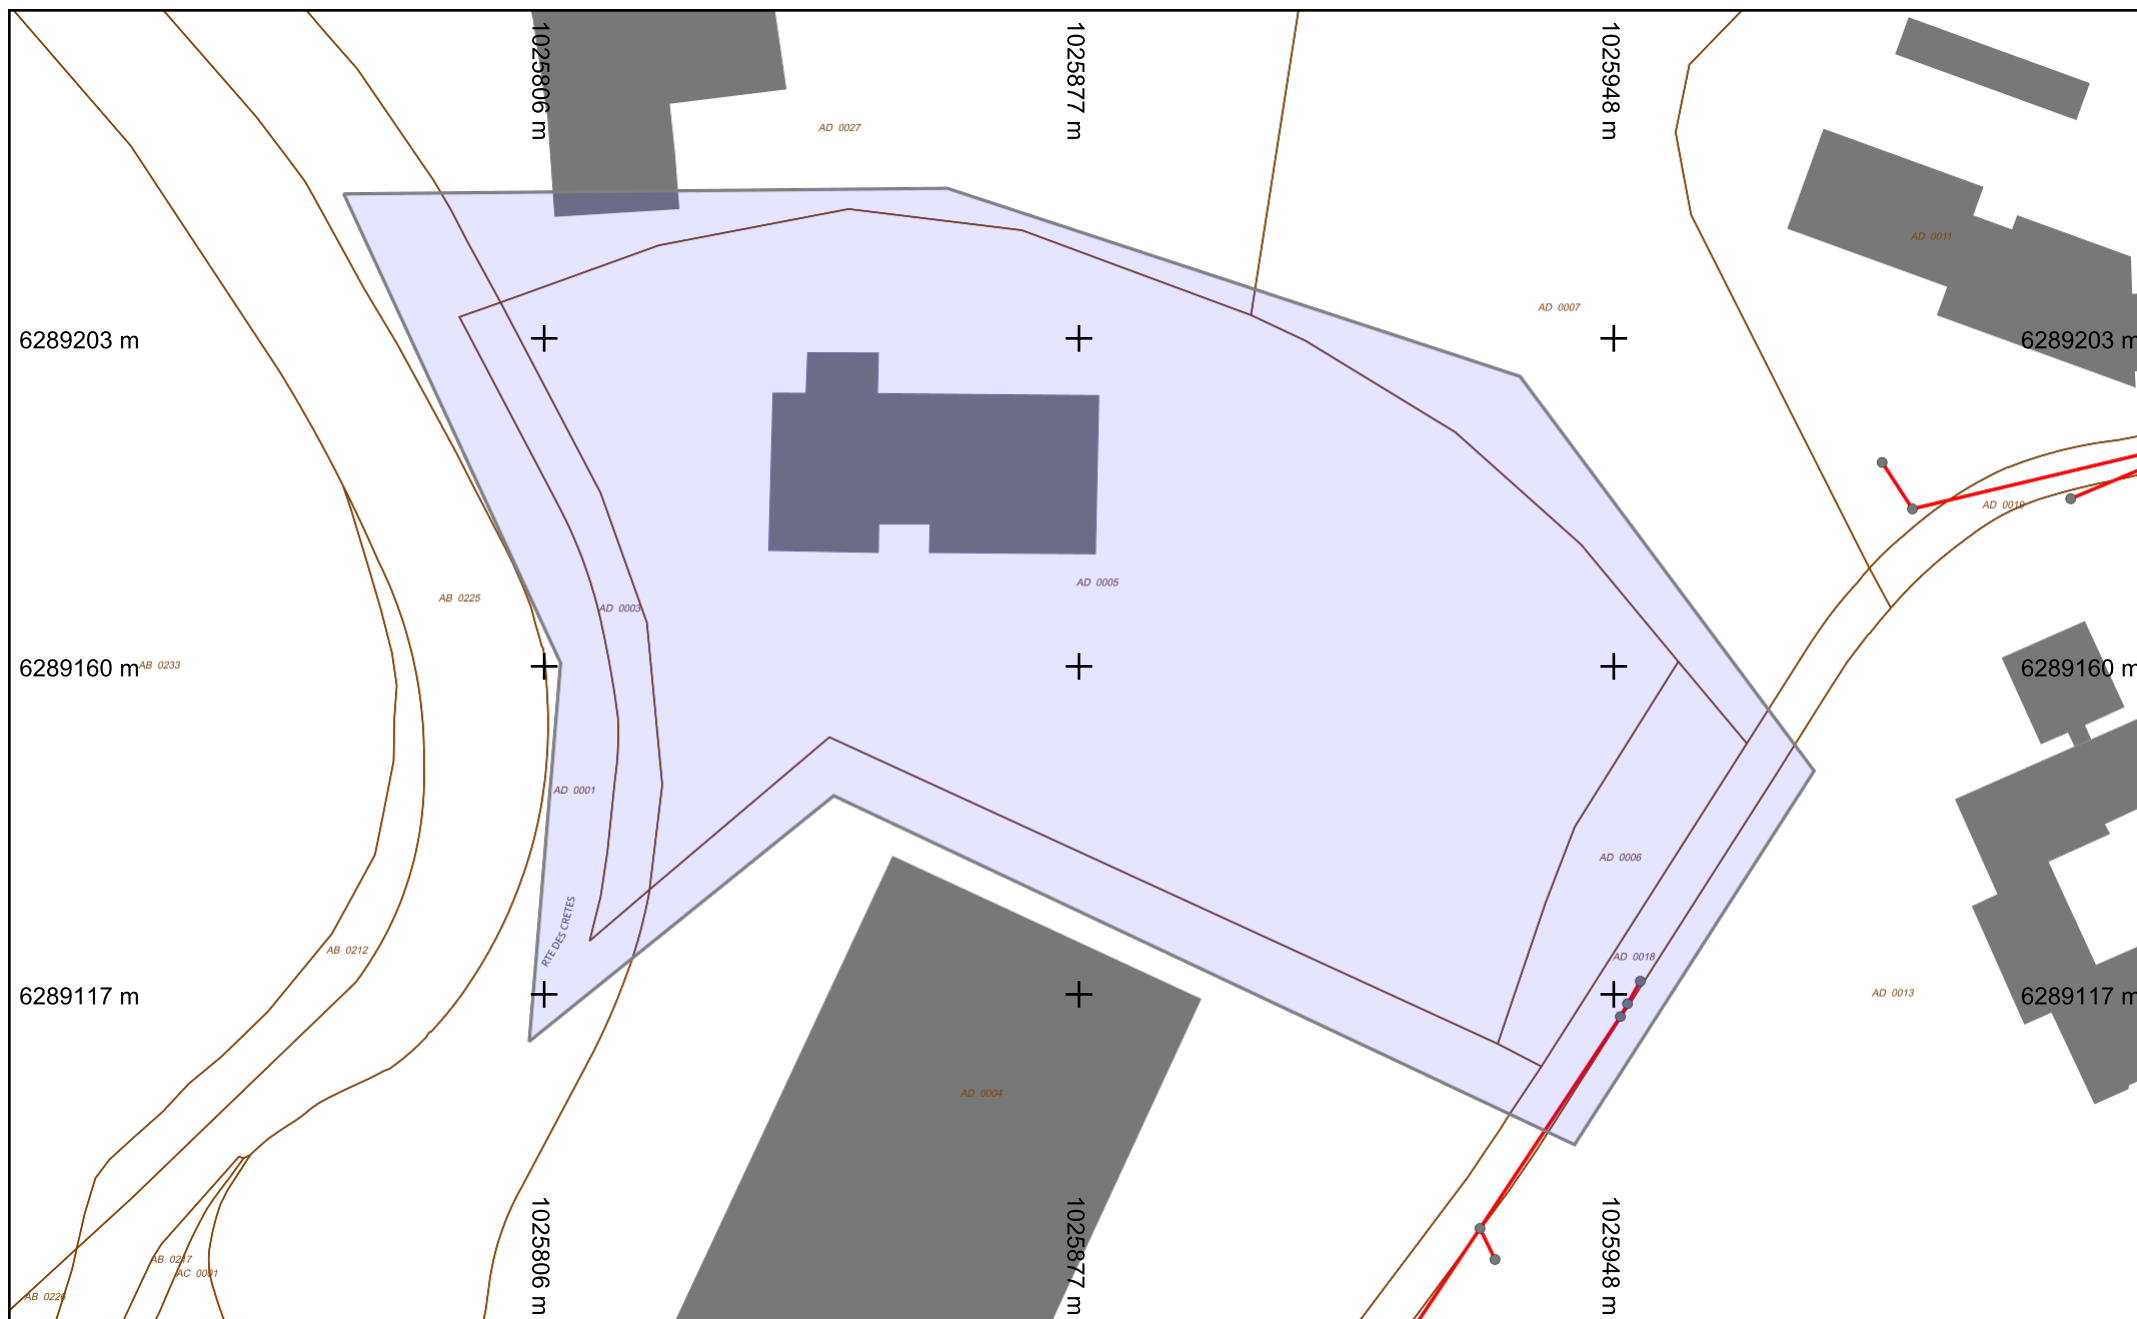 1025806 m
1025877 m
1025948 m
AD 0027
AD 0011
AD 0007
6289203 m
6289203 m
AD 0019
AD 0005
AB 0225
AD 0003
6289160 m
AB 0233
6289160 m
AD 0001
AD 0006
RTE DES CRETES
AB 0212
AD 0018
6289117 m
AD 0013
6289117 m
AD 0004
1025806 m
1025877 m
1025948 m
AB 0217
AC 0001
AB 0226